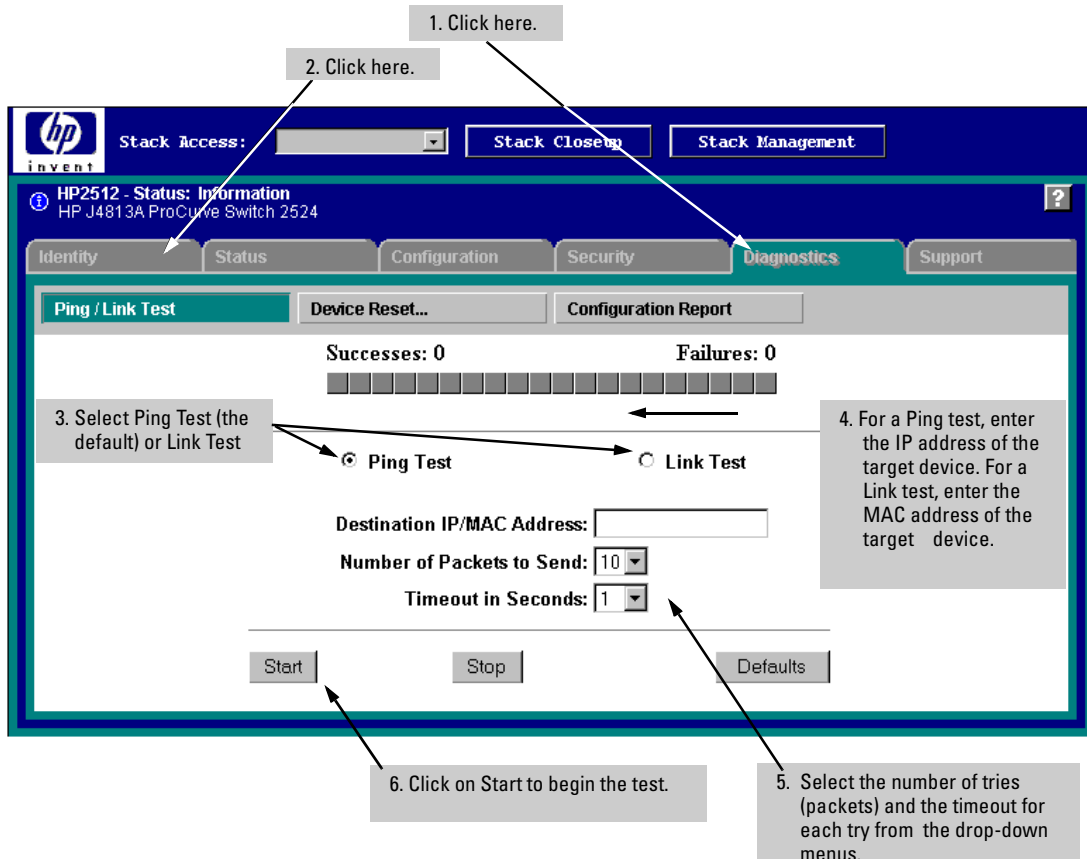 1. Click here.
2. Click here.
hp
invent
Stack Access:
Stack Closeup
Stack Management
HP2512 - Status: Information
HP J4813A ProCurve Switch 2524
?
Identity
Status
Configuration
Security
Diagnostics
Support
Ping / Link Test
Device Reset...
Configuration Report
Successes: 0
Failures: 0
3. Select Ping Test (the
default) or Link Test
Ping Test
Link Test
4. For a Ping test, enter
the IP address of the
target device. For a
Link test, enter the
MAC address of the
target device.
Destination IP/MAC Address:
Number of Packets to Send: 10
Timeout in Seconds: 1
Start
Stop
Defaults
6. Click on Start to begin the test.
5. Select the number of tries
(packets) and the timeout for
each try from the drop-down
menus.